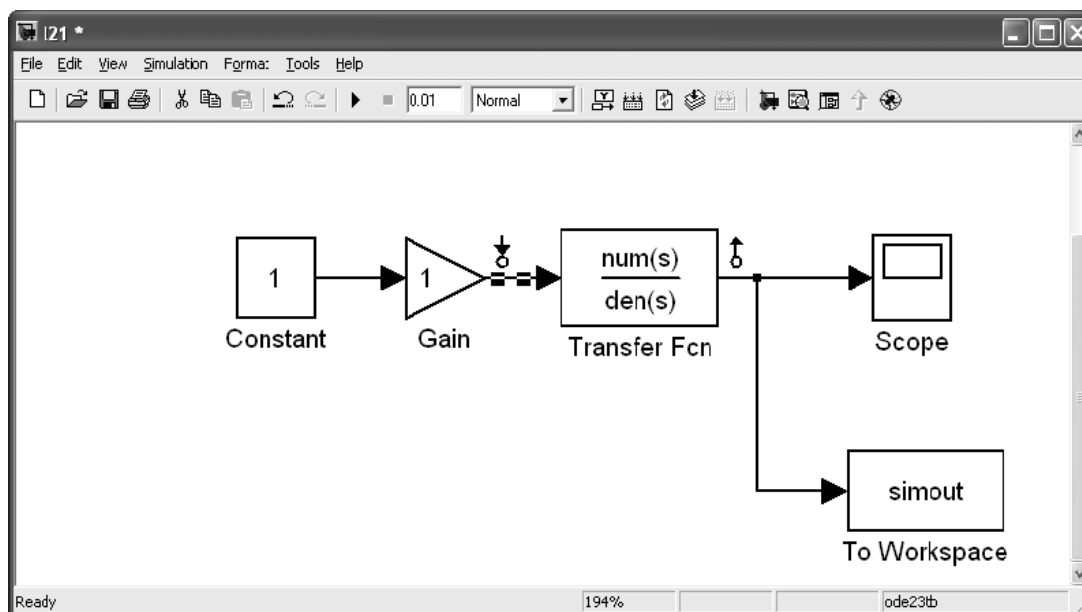 l21 *
File Edit View Simulation Format Tools Help
0.01 Normal
1
Constant
1
Gain
num(s)
den(s)
Transfer Fcn
Scope
simout
To Workspace
Ready 194% ode23tb